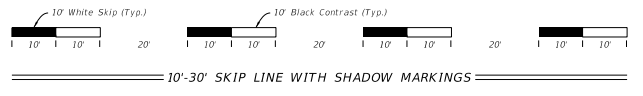 10' White Skip (Typ.) 10' Black Contrast (Typ.)
10' 10' 20' 10' 10' 20' 10' 10' 20' 10' 10'
10'-30' SKIP LINE WITH SHADOW MARKINGS